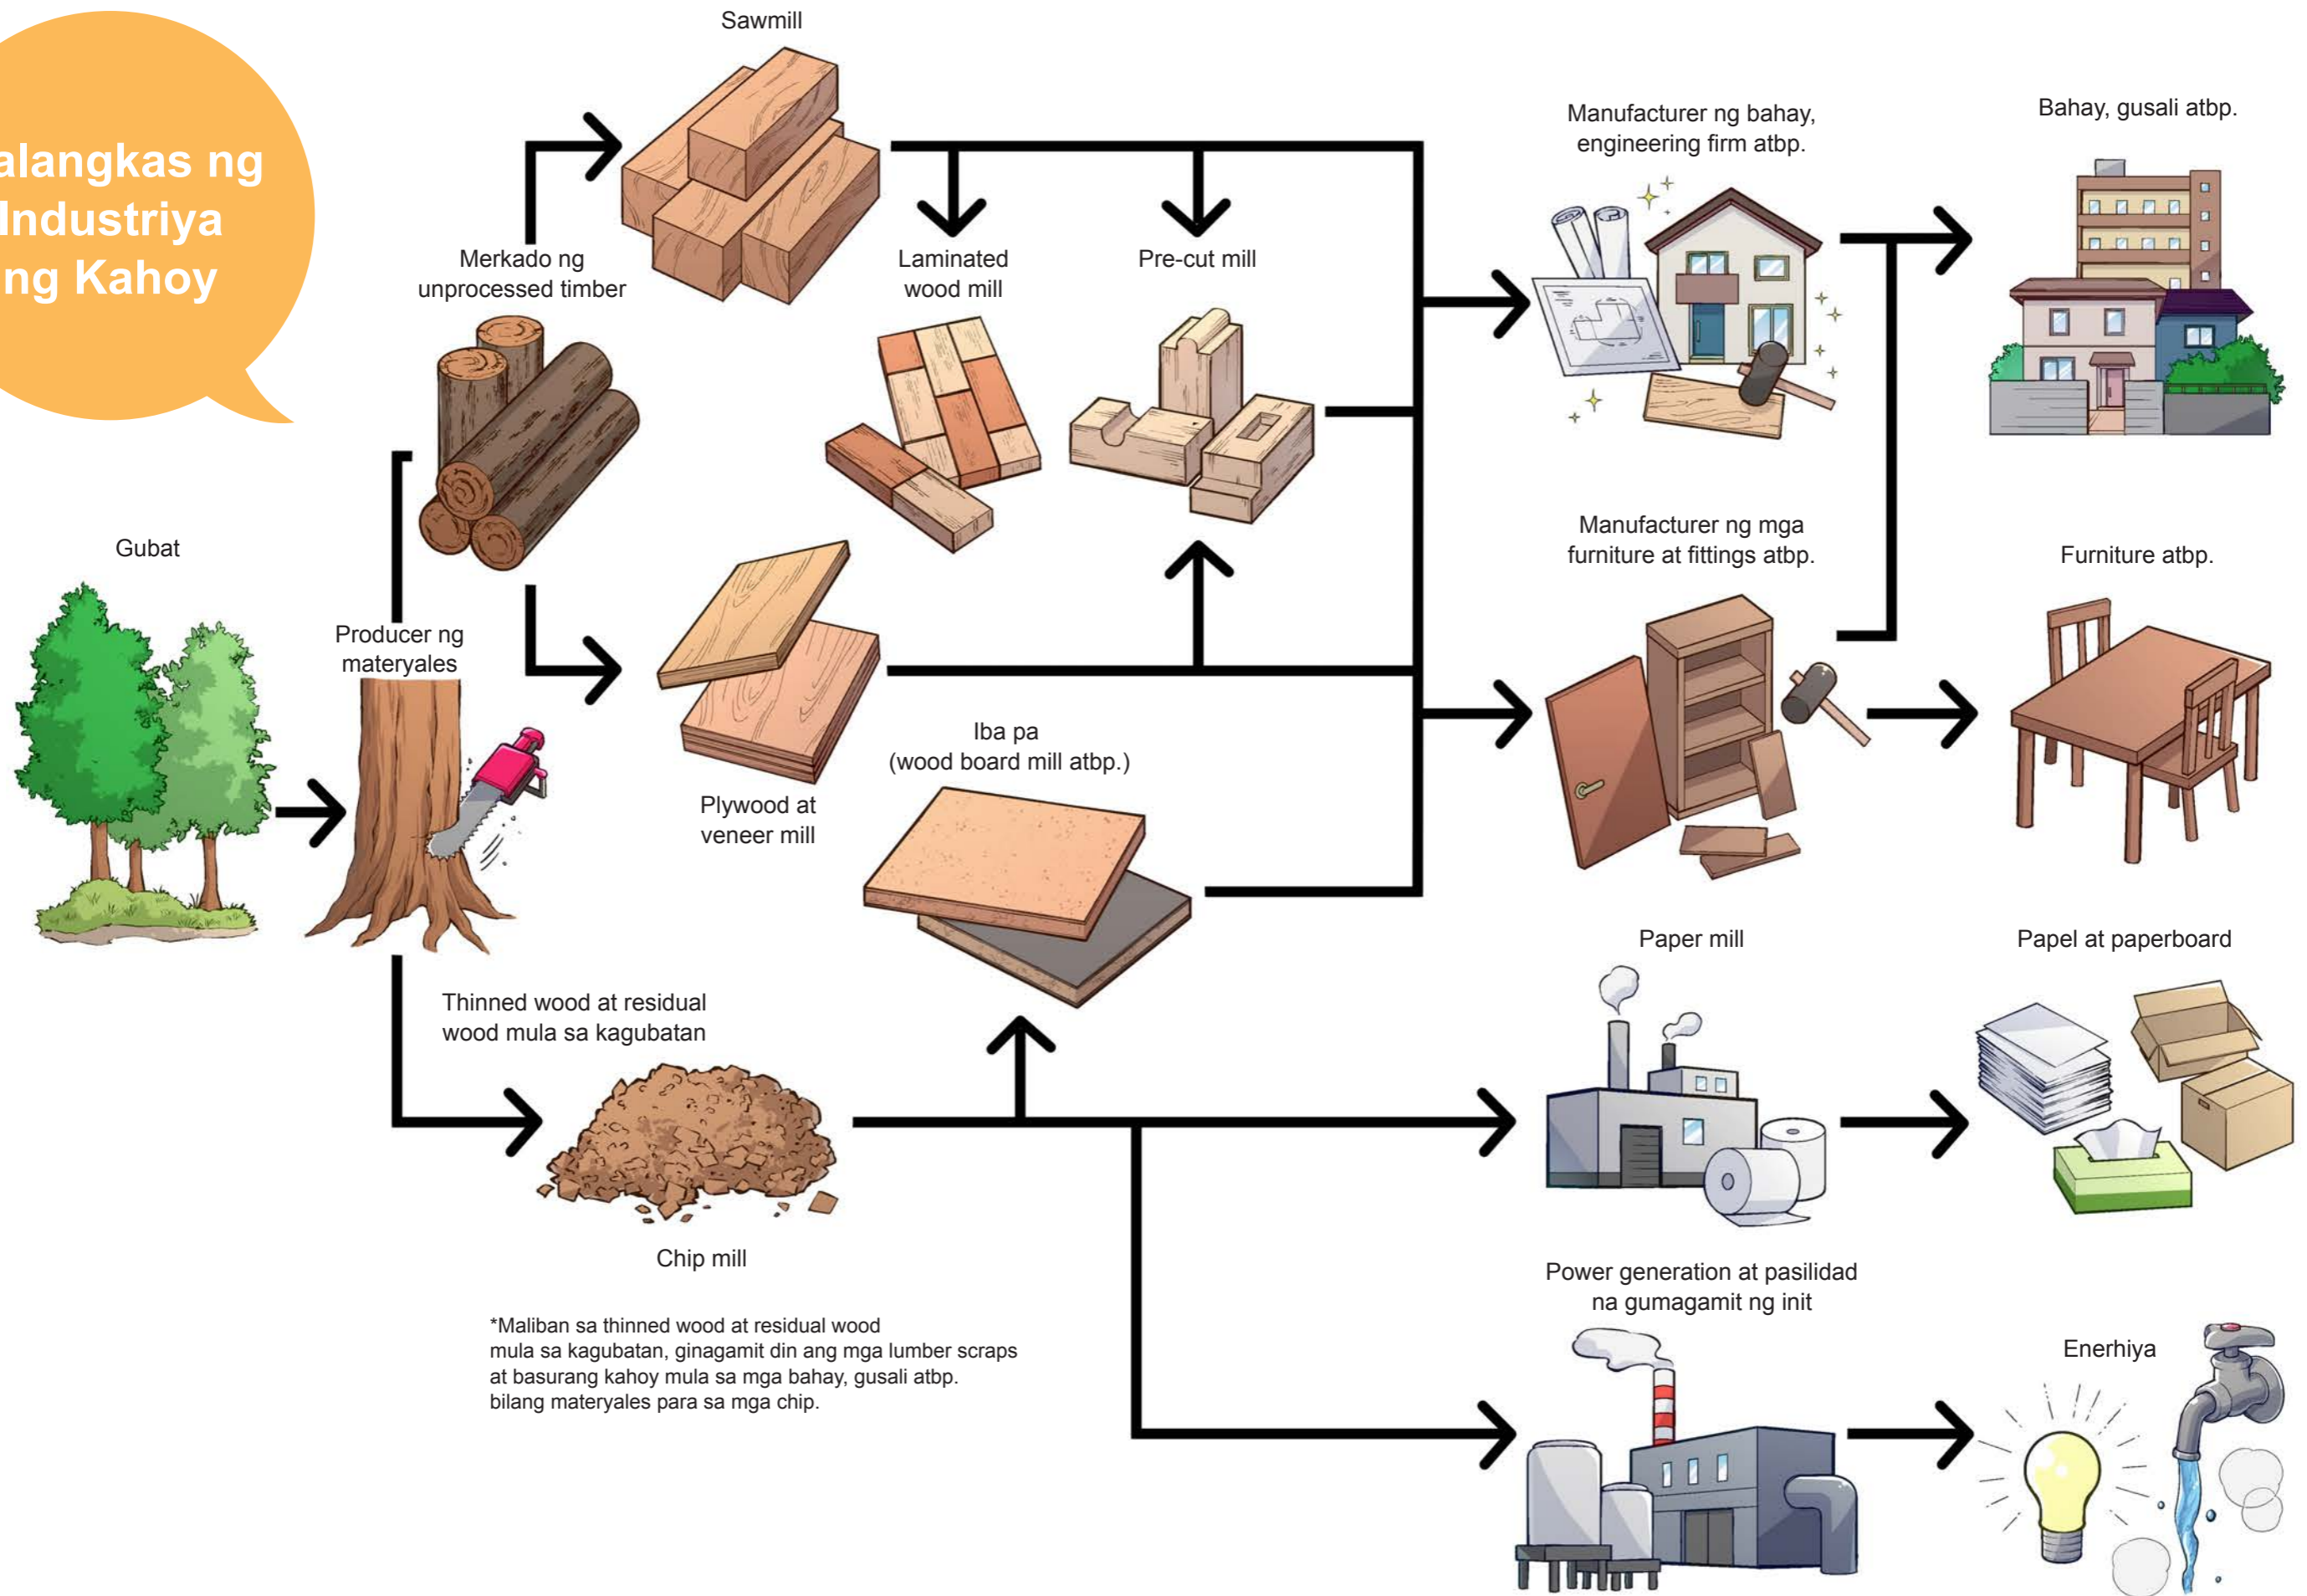 alangkas ng
Industriya
ng Kahoy
Sawmill
Merkado ng
unprocessed timber
Laminated
wood mill
Pre-cut mill
Manufacturer ng bahay,
engineering firm atbp.
Bahay, gusali atbp.
Gubat
Producer ng
materyales
Plywood at
veneer mill
Iba pa
(wood board mill atbp.)
Manufacturer ng mga
furniture at fittings atbp.
Furniture atbp.
Thinned wood at residual
wood mula sa kagubatan
Chip mill
Paper mill
Papel at paperboard
Power generation at pasilidad
na gumagamit ng init
Enerhiya
*Maliban sa thinned wood at residual wood
mula sa kagubatan, ginagamit din ang mga lumber scraps
at basurang kahoy mula sa mga bahay, gusali atbp.
bilang materyales para sa mga chip.